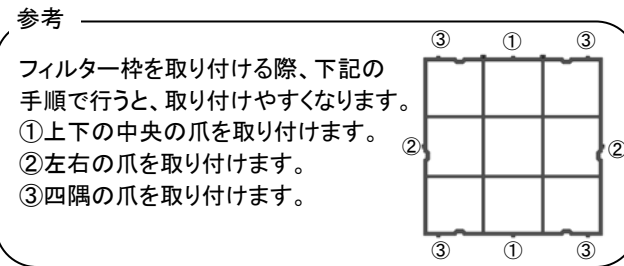 参考
フィルター枠を取り付ける際、下記の
手順で行うと、取り付けやすくなります。
①上下の中央の爪を取り付けます。
②左右の爪を取り付けます。
③四隅の爪を取り付けます。
③ ① ③
② ②
③ ① ③